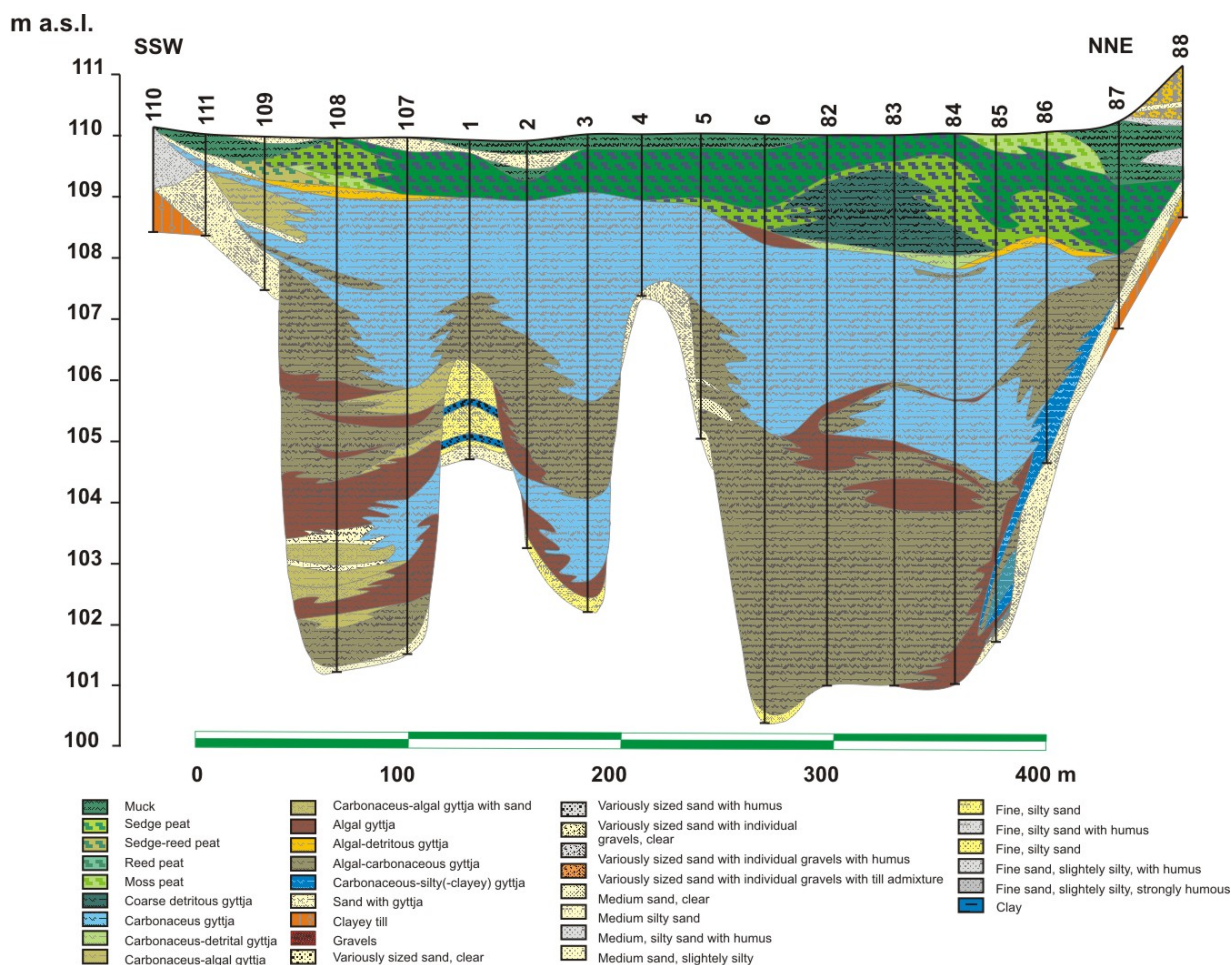 m a.s.l.
SSW
NNE
110
111
109
108
107
1
2
3
4
5
6
82
83
84
85
86
87
88
111
110
109
108
107
106
105
104
103
102
101
100
0
100
200
300
400 m
Muck
Sedge peat
Sedge-reed peat
Reed peat
Moss peat
Coarse detritous gyttja
Carbonaceus gyttja
Carbonaceus-detrital gyttja
Carbonaceus-algal gyttja
Carbonaceus-algal gyttja with sand
Algal gyttja
Algal-detritous gyttja
Algal-carbonaceous gyttja
Carbonaceous-silty(-clayey) gyttja
Sand with gyttja
Clayey till
Gravels
Variously sized sand, clear
Variously sized sand with humus
Variously sized sand with individual
gravels, clear
Variously sized sand with individual gravels with humus
Variously sized sand with individual gravels with till admixture
Medium sand, clear
Medium silty sand
Medium, silty sand with humus
Medium sand, slightely silty
Fine, silty sand
Fine, silty sand with humus
Fine, silty sand
Fine sand, slightely silty, with humus
Fine sand, slightely silty, strongly humous
Clay